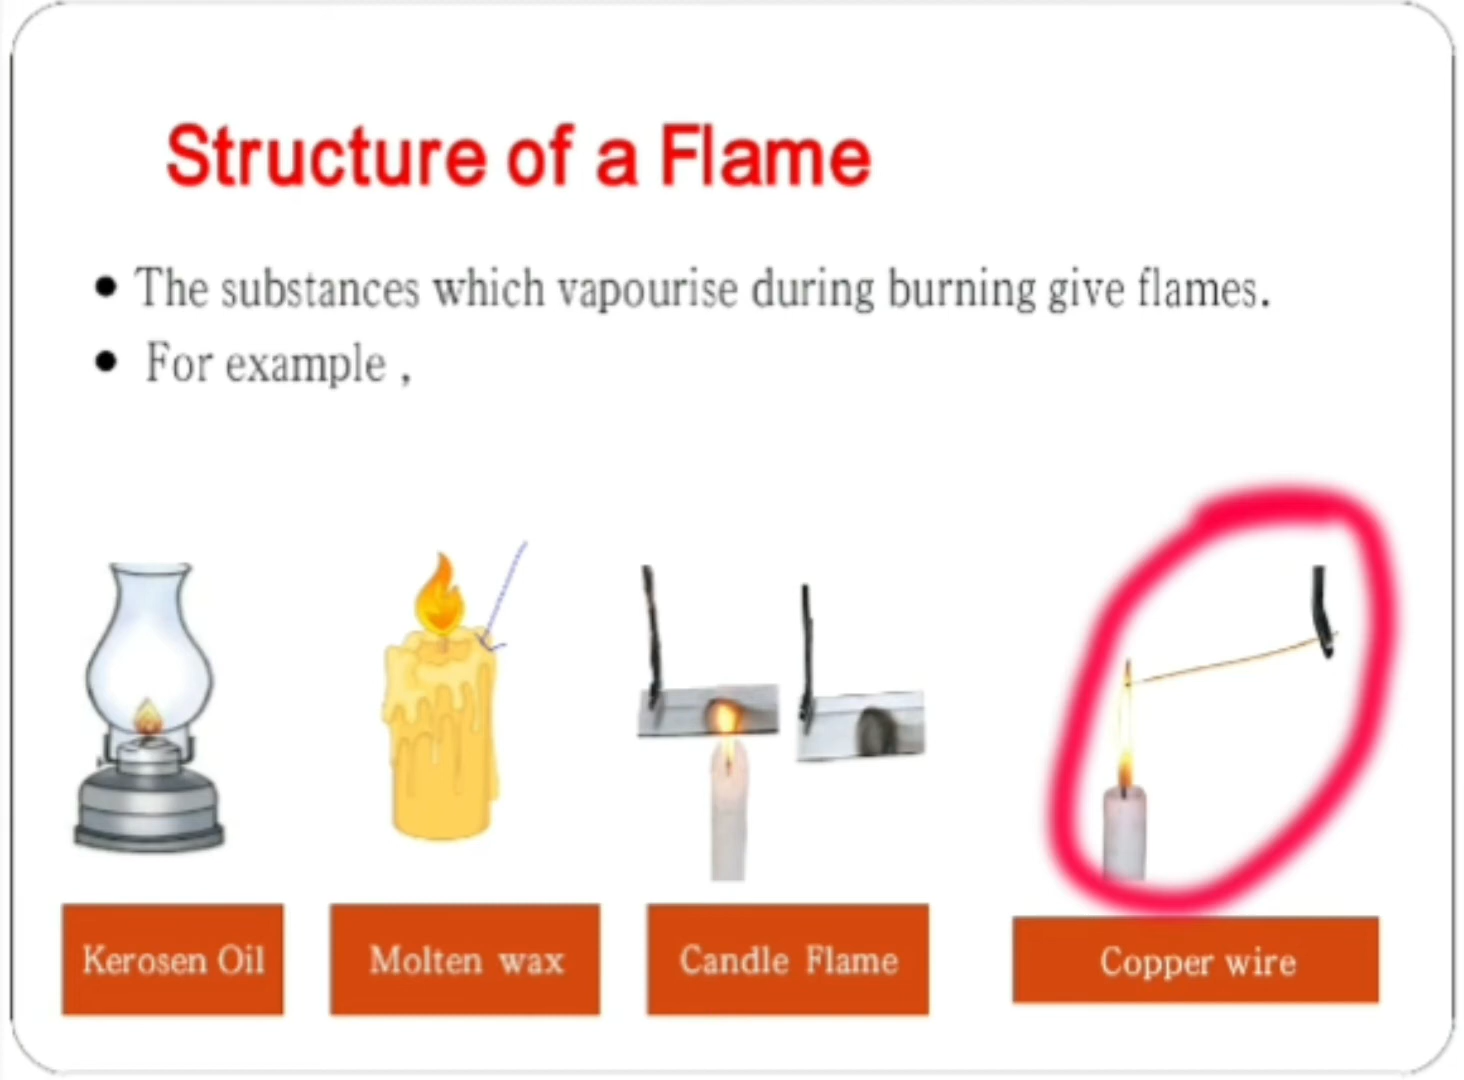 Structure of a Flame
• The substances which vapourise during burning give flames.
• For example ,
Kerosen Oil
Molten wax
Candle Flame
Copper wire